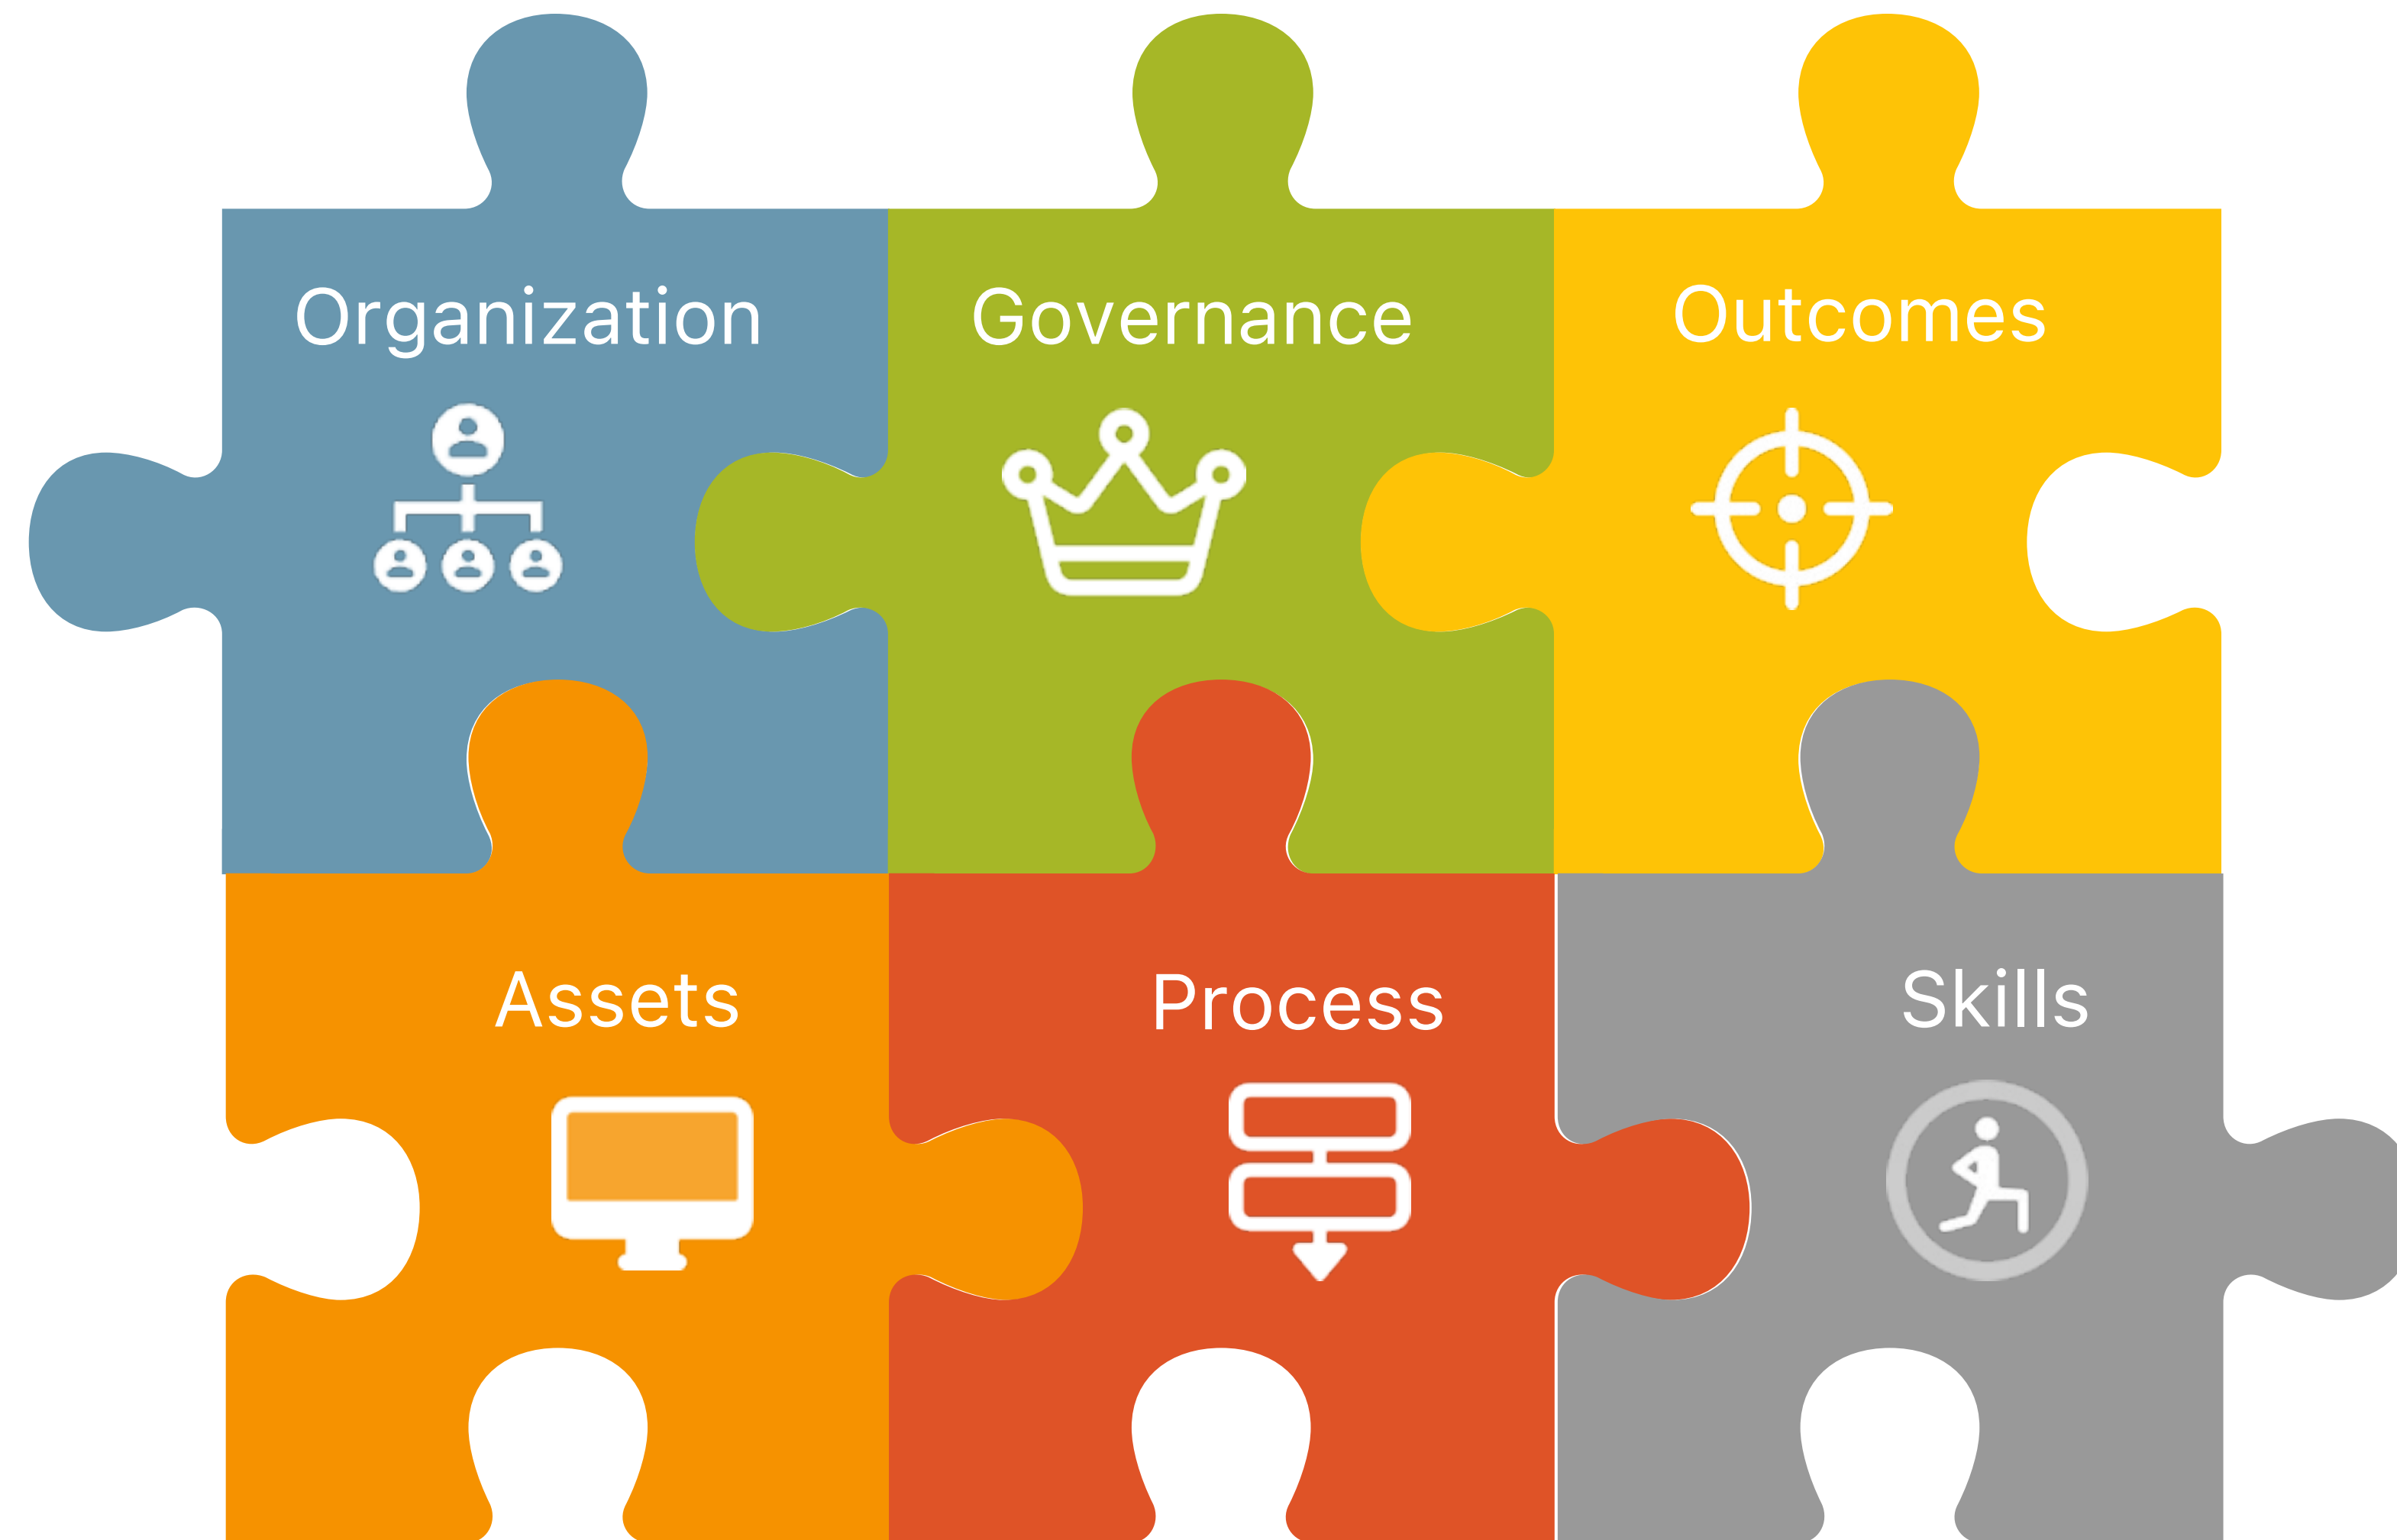 Organization
Governance
Outcomes
Assets
Process
Skills